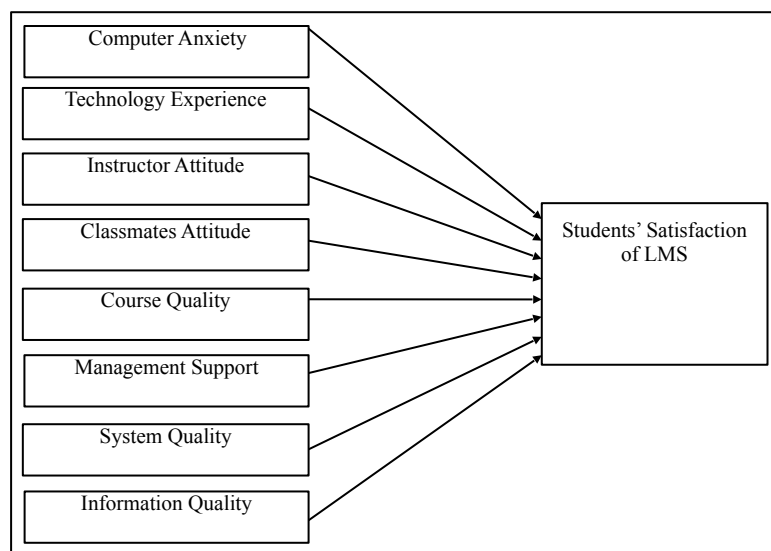 Computer Anxiety
Technology Experience
Instructor Attitude
Classmates Attitude
Course Quality
Management Support
System Quality
Information Quality
Students’ Satisfaction
of LMS